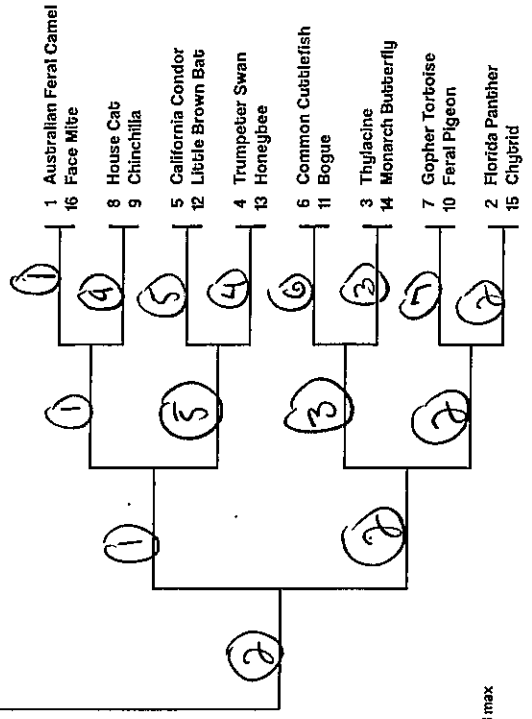 1 Australian Feral Camel
16 Face Mite
8 House Cat
9 Chinchilla
5 California Condor
12 Little Brown Bat
4 Trumpeter Swan
13 Honeybee
6 Common Cuttlefish
11 Bogue
3 Thylacine
14 Monarch Butterfly
7 Gopher Tortoise
10 Feral Pigeon
2 Florida Panther
15 Chytrid
1
9
5
4
6
3
7
2
1
5
3
2
1
2
2
max